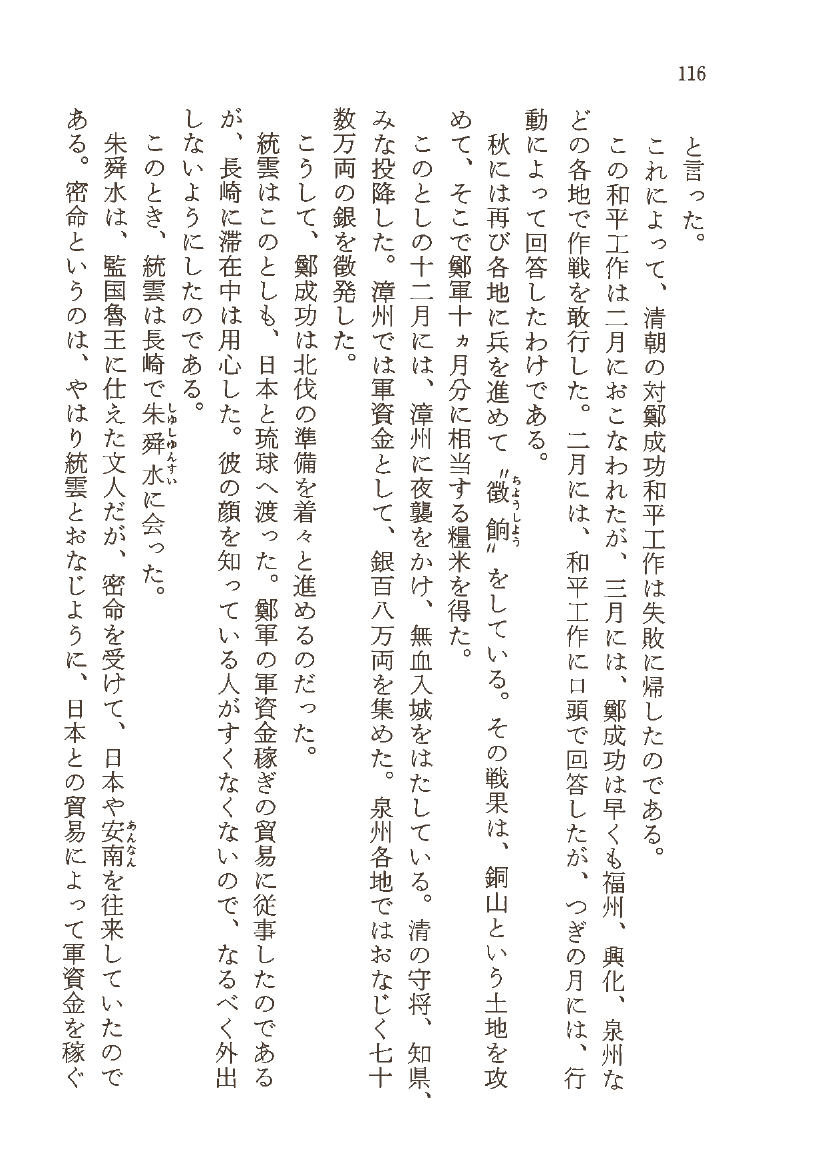 116
と言った。
これによって、清朝の対鄭成功和平工作は失敗に帰したのである。
この和平工作は二月におこなわれたが、三月には、鄭成功は早くも福州、興化、泉州な
どの各地で作戦を敢行した。二月には、和平工作に口頭で回答したが、つぎの月には、行
動によって回答したわけである。
秋には再び各地に兵を進めて〝徴餉〟をしている。その戦果は、銅山という土地を攻
ちようしよう
めて、そこで鄭軍十ヵ月分に相当する糧米を得た。
このとしの十二月には、漳州に夜襲をかけ、無血入城をはたしている。清の守将、知県、
みな投降した。漳州では軍資金として、銀百八万両を集めた。泉州各地ではおなじく七十
数万両の銀を徴発した。
こうして、鄭成功は北伐の準備を着々と進めるのだった。
統雲はこのとしも、日本と琉球へ渡った。鄭軍の軍資金稼ぎの貿易に従事したのである
が、長崎に滞在中は用心した。彼の顔を知っている人がすくなくないので、なるべく外出
しないようにしたのである。
このとき、統雲は長崎で朱舜水に会った。
しゆしゆんすい
朱舜水は、監国魯王に仕えた文人だが、密命を受けて、日本や安南を往来していたので
あんなん
ある。密命というのは、やはり統雲とおなじように、日本との貿易によって軍資金を稼ぐ